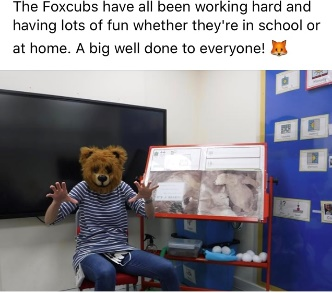 The Foxcubs have all been working hard and
having lots of fun whether they're in school or
at home. A big well done to everyone! 🦊